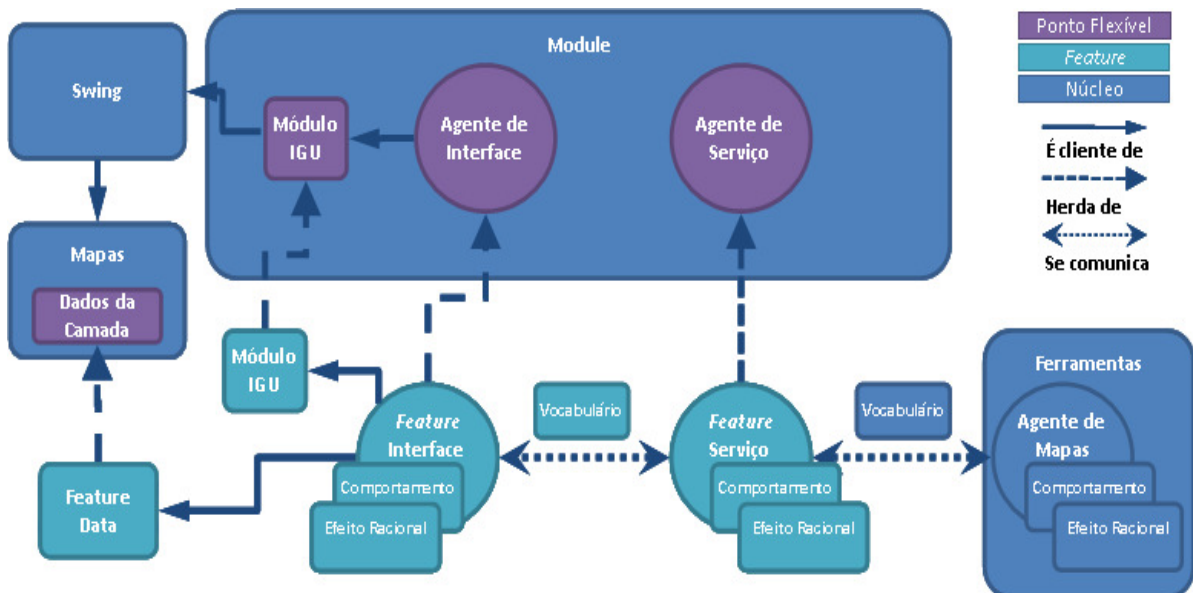 Module
Swing
Módulo
IGU
Agente de
Interface
Agente de
Serviço
Ponto Flexível
Feature
Núcleo
É cliente de
Herda de
Se comunica
Mapas
Dados da
Camada
Módulo
IGU
Feature
Interface
Comportamento
Efeito Racional
Vocabulário
Feature
Serviço
Comportamento
Efeito Racional
Vocabulário
Ferramentas
Agente de
Mapas
Comportamento
Efeito Racional
Feature
Data